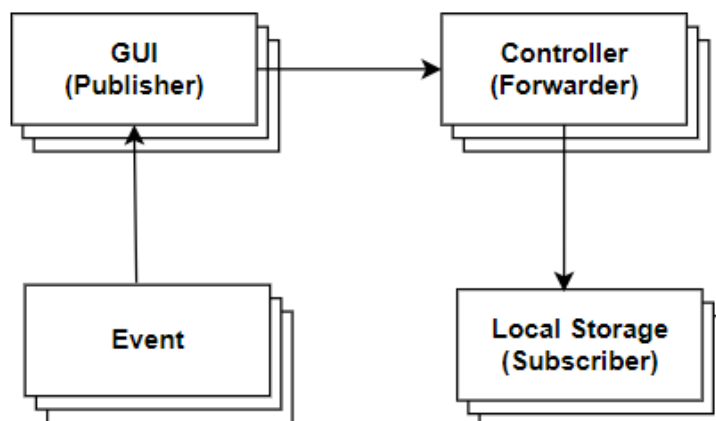 GUI
(Publisher)
Controller
(Forwarder)
Event
Local Storage
(Subscriber)